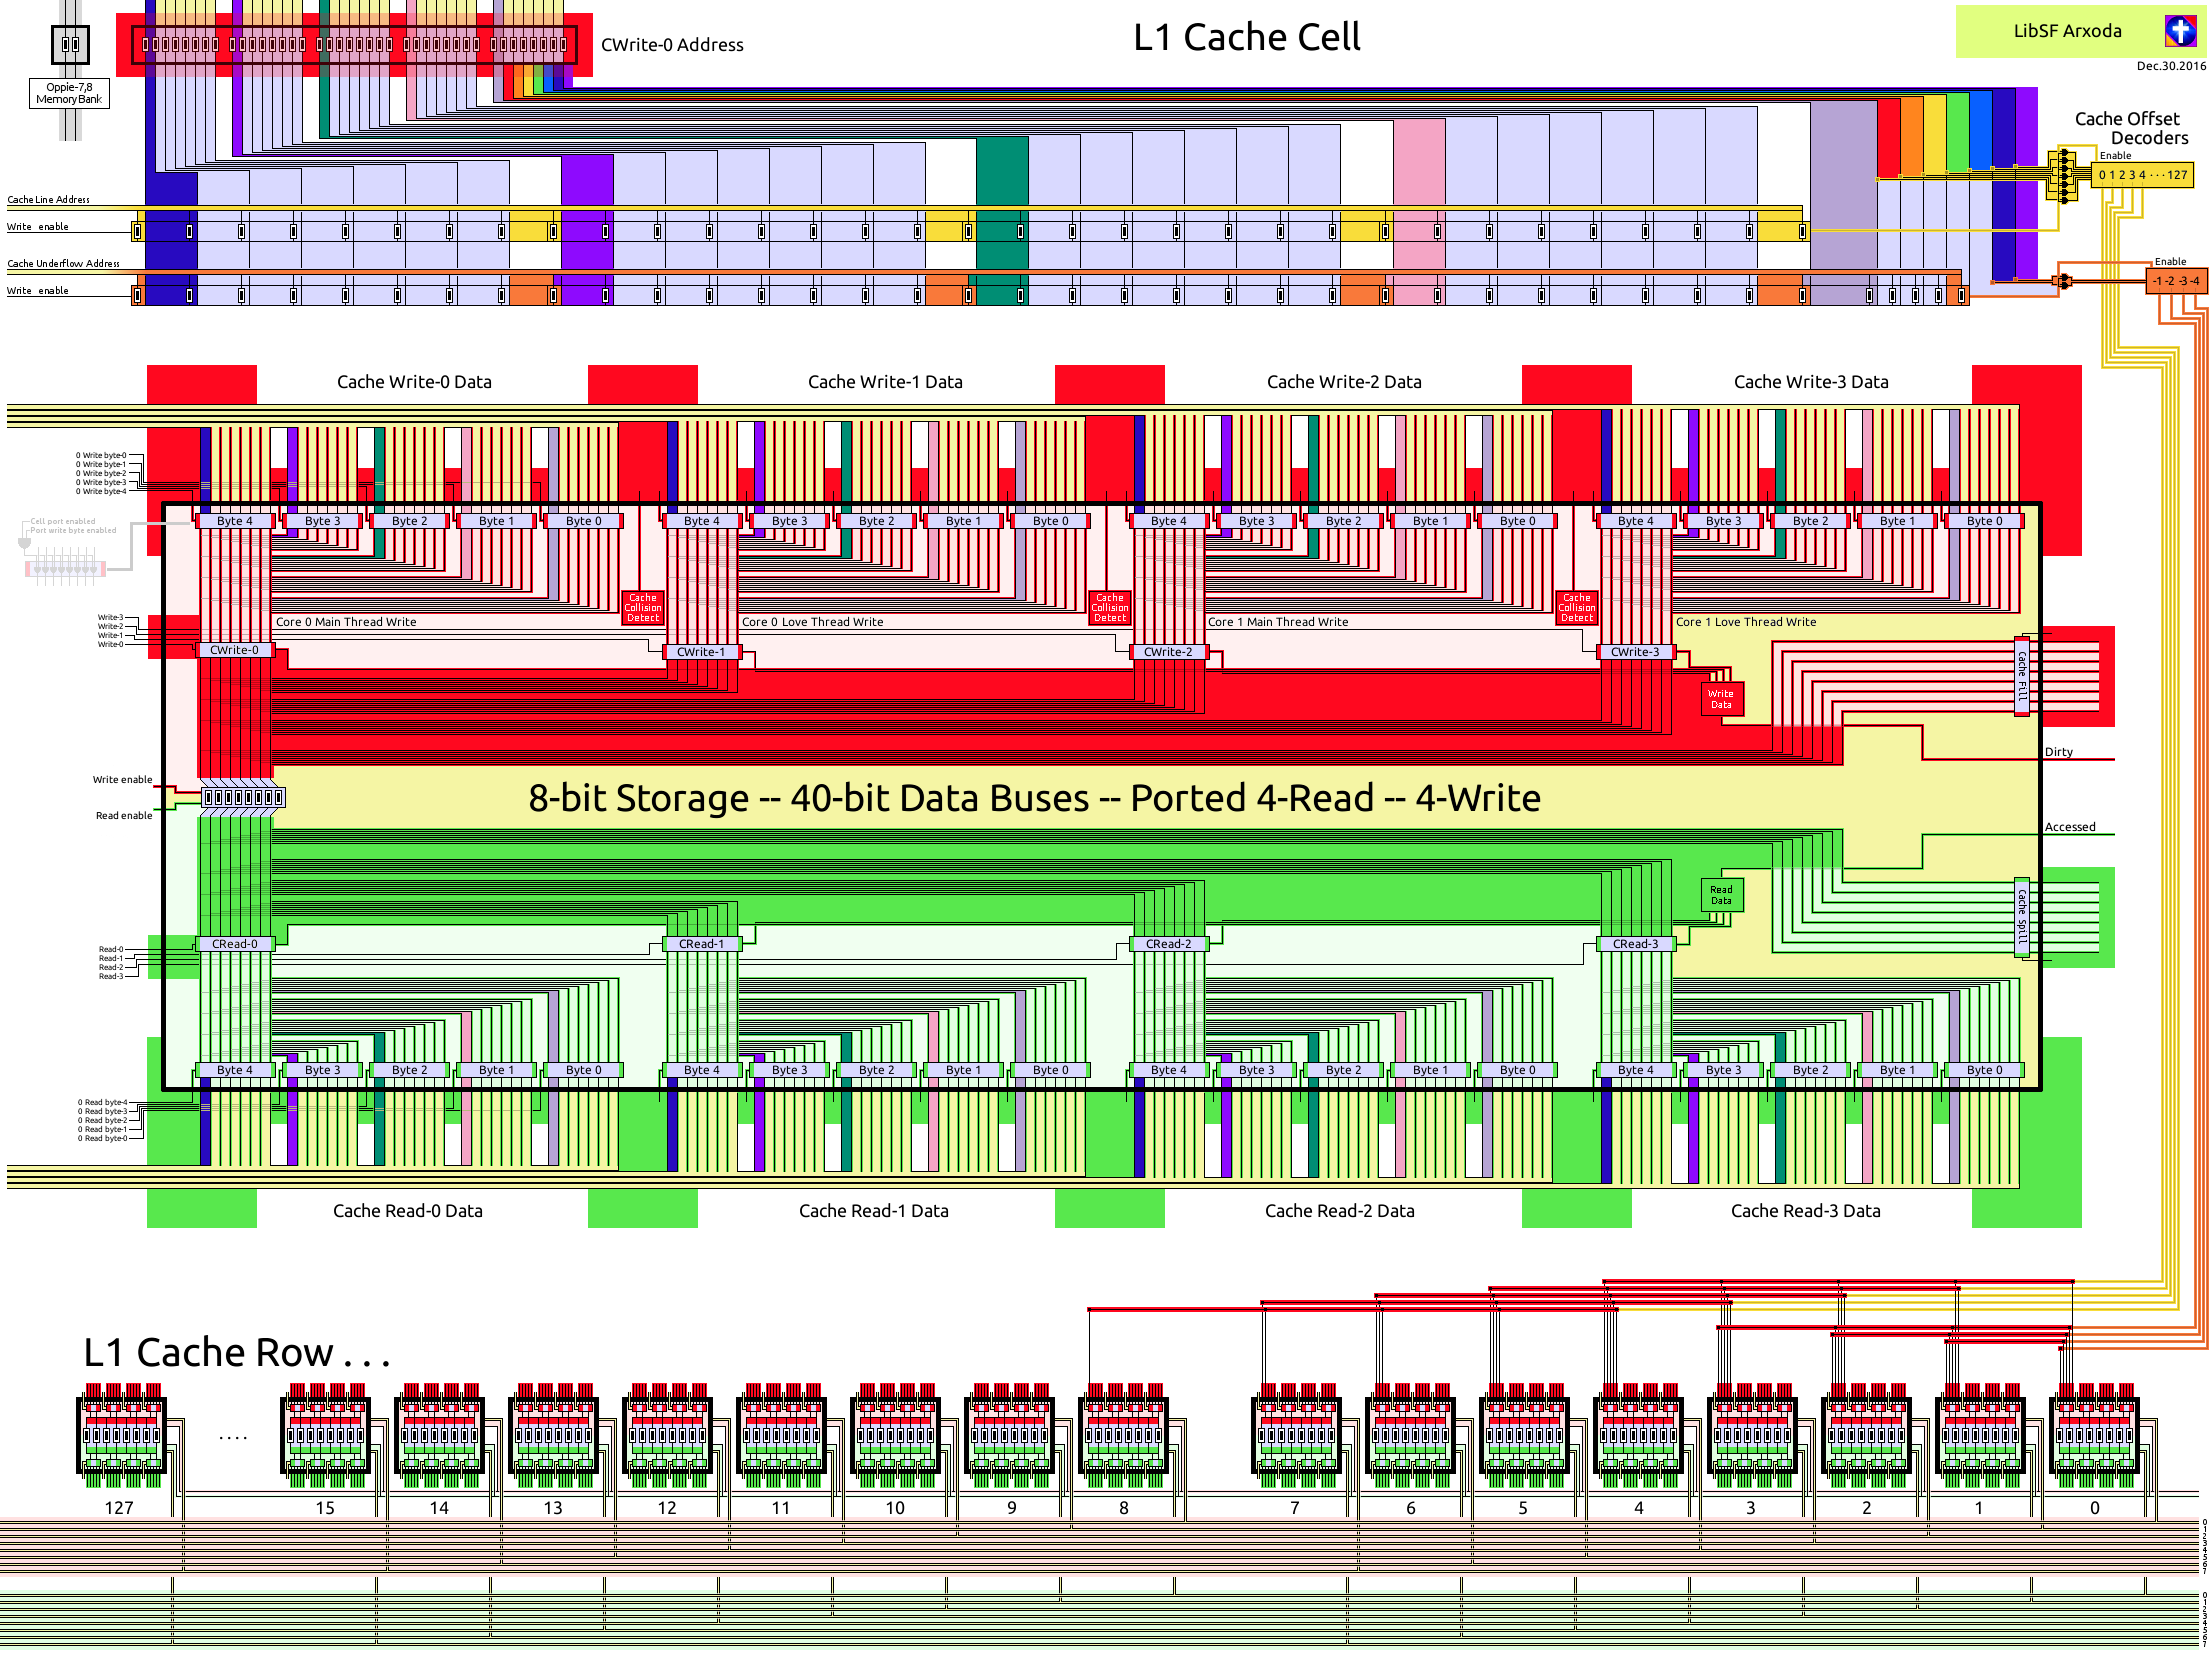 L1 Cache Cell
LibSF Arxoda
Dec.30.2016
CWrite-0 Address
Oppie-7,8
Memory Bank
Cache Offset
Decoders
Enable
0 1 2 3 4 · · · 127
Cache Line Address
Write enable
Cache Underflow Address
Write enable
Enable
-1 -2 -3 -4
Cache Write-0 Data
Cache Write-1 Data
Cache Write-2 Data
Cache Write-3 Data
0 Write byte-0
0 Write byte-1
0 Write byte-2
0 Write byte-3
0 Write byte-4
Cell port enabled
Port write byte enabled
Byte 4 Byte 3 Byte 2 Byte 1 Byte 0
Byte 4 Byte 3 Byte 2 Byte 1 Byte 0
Byte 4 Byte 3 Byte 2 Byte 1 Byte 0
Byte 4 Byte 3 Byte 2 Byte 1 Byte 0
Cache
Collision
Detect
Cache
Collision
Detect
Cache
Collision
Detect
Write-3
Write-2
Write-1
Write-0
Core 0 Main Thread Write
Core 0 Love Thread Write
Core 1 Main Thread Write
Core 1 Love Thread Write
CWrite-0
CWrite-1
CWrite-2
CWrite-3
Cache Fill
Write
Data
Dirty
Write enable
Read enable
8-bit Storage -- 40-bit Data Buses -- Ported 4-Read -- 4-Write
Accessed
Read
Data
Cache Spill
CRead-0
CRead-1
CRead-2
CRead-3
Read-0
Read-1
Read-2
Read-3
Byte 4 Byte 3 Byte 2 Byte 1 Byte 0
Byte 4 Byte 3 Byte 2 Byte 1 Byte 0
Byte 4 Byte 3 Byte 2 Byte 1 Byte 0
Byte 4 Byte 3 Byte 2 Byte 1 Byte 0
0 Read byte-4
0 Read byte-3
0 Read byte-2
0 Read byte-1
0 Read byte-0
Cache Read-0 Data
Cache Read-1 Data
Cache Read-2 Data
Cache Read-3 Data
L1 Cache Row . . .
. . . .
127 15 14 13 12 11 10 9 8 7 6 5 4 3 2 1 0
0
1
2
3
4
5
6
7
0
1
2
3
4
5
6
7